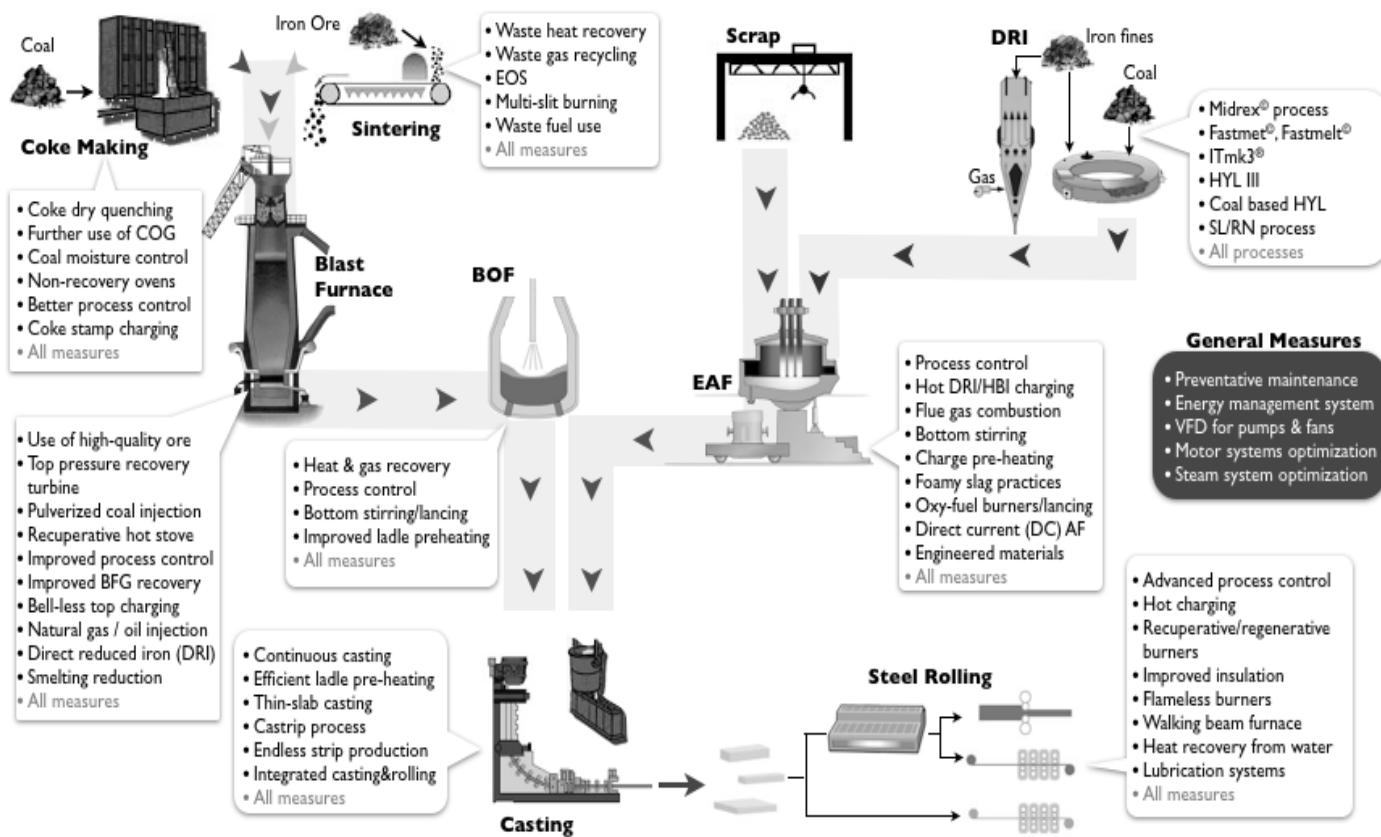 Coal
Coke Making
• Coke dry quenching
• Further use of COG
• Coal moisture control
• Non-recovery ovens
• Better process control
• Coke stamp charging
• All measures
Iron Ore
Sintering
• Waste heat recovery
• Waste gas recycling
• EOS
• Multi-slit burning
• Waste fuel use
• All measures
Scrap
DRI
Iron fines
Coal
Gas
• Midrex© process
• Fastmet©, Fastmelt©
• ITmk3®
• HYL III
• Coal based HYL
• SL/RN process
• All processes
Blast
Furnace
• Use of high-quality ore
• Top pressure recovery
turbine
• Pulverized coal injection
• Recuperative hot stove
• Improved process control
• Improved BFG recovery
• Bell-less top charging
• Natural gas / oil injection
• Direct reduced iron (DRI)
• Smelting reduction
• All measures
BOF
• Heat & gas recovery
• Process control
• Bottom stirring/lancing
• Improved ladle preheating
• All measures
EAF
• Process control
• Hot DRI/HBI charging
• Flue gas combustion
• Bottom stirring
• Charge pre-heating
• Foamy slag practices
• Oxy-fuel burners/lancing
• Direct current (DC) AF
• Engineered materials
• All measures
General Measures
• Preventative maintenance
• Energy management system
• VFD for pumps & fans
• Motor systems optimization
• Steam system optimization
• Continuous casting
• Efficient ladle pre-heating
• Thin-slab casting
• Castrip process
• Endless strip production
• Integrated casting&rolling
• All measures
Casting
Steel Rolling
• Advanced process control
• Hot charging
• Recuperative/regenerative
burners
• Improved insulation
• Flameless burners
• Walking beam furnace
• Heat recovery from water
• Lubrication systems
• All measures